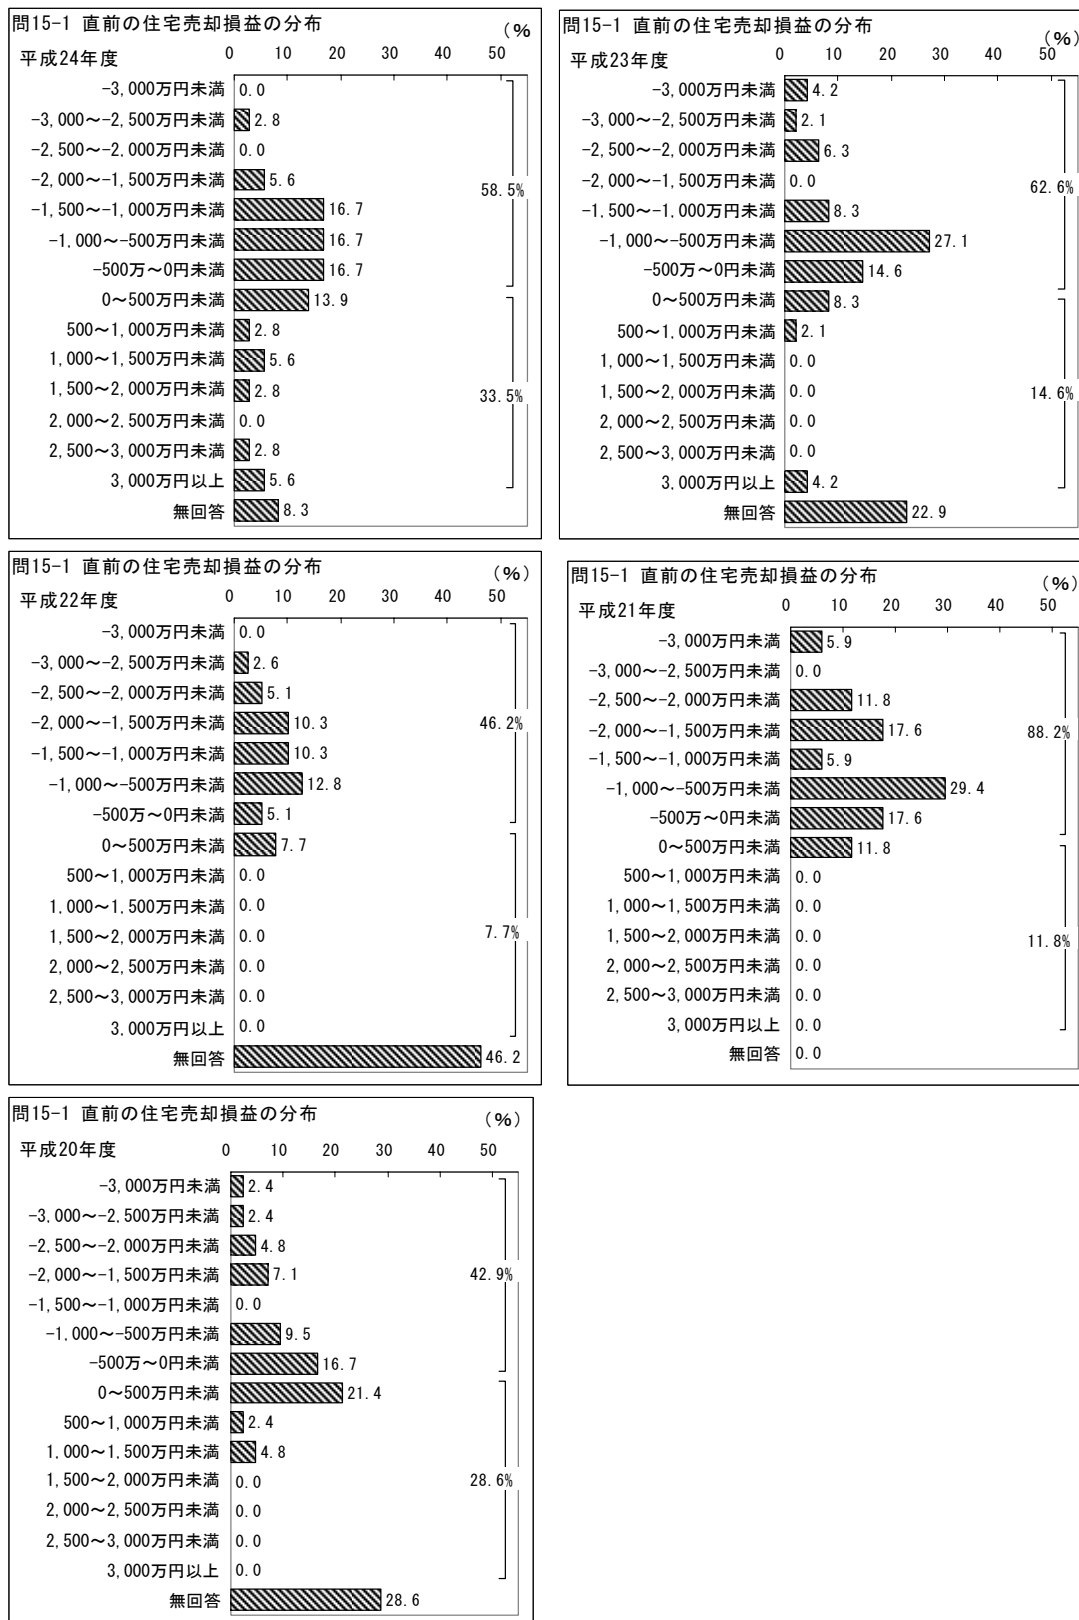 問15-1 直前の住宅売却損益の分布
(%
平成24年度
0 10 20 30 40 50
-3,000万円未満 0.0
-3,000～-2,500万円未満 2.8
-2,500～-2,000万円未満 0.0
-2,000～-1,500万円未満 5.6
58.5%
-1,500～-1,000万円未満 16.7
-1,000～-500万円未満 16.7
-500万～0円未満 16.7
0～500万円未満 13.9
500～1,000万円未満 2.8
1,000～1,500万円未満 5.6
1,500～2,000万円未満 2.8
33.5%
2,000～2,500万円未満 0.0
2,500～3,000万円未満 2.8
3,000万円以上 5.6
無回答 8.3
問15-1 直前の住宅売却損益の分布
(%)
平成23年度
0 10 20 30 40 50
-3,000万円未満 4.2
-3,000～-2,500万円未満 2.1
-2,500～-2,000万円未満 6.3
-2,000～-1,500万円未満 0.0
62.6%
-1,500～-1,000万円未満 8.3
-1,000～-500万円未満 27.1
-500万～0円未満 14.6
0～500万円未満 8.3
500～1,000万円未満 2.1
1,000～1,500万円未満 0.0
1,500～2,000万円未満 0.0
14.6%
2,000～2,500万円未満 0.0
2,500～3,000万円未満 0.0
3,000万円以上 4.2
無回答 22.9
問15-1 直前の住宅売却損益の分布
(%)
平成22年度
0 10 20 30 40 50
-3,000万円未満 0.0
-3,000～-2,500万円未満 2.6
-2,500～-2,000万円未満 5.1
-2,000～-1,500万円未満 10.3
46.2%
-1,500～-1,000万円未満 10.3
-1,000～-500万円未満 12.8
-500万～0円未満 5.1
0～500万円未満 7.7
500～1,000万円未満 0.0
1,000～1,500万円未満 0.0
1,500～2,000万円未満 0.0
7.7%
2,000～2,500万円未満 0.0
2,500～3,000万円未満 0.0
3,000万円以上 0.0
無回答 46.2
問15-1 直前の住宅売却損益の分布
(%)
平成21年度
0 10 20 30 40 50
-3,000万円未満 5.9
-3,000～-2,500万円未満 0.0
-2,500～-2,000万円未満 11.8
-2,000～-1,500万円未満 17.6
88.2%
-1,500～-1,000万円未満 5.9
-1,000～-500万円未満 29.4
-500万～0円未満 17.6
0～500万円未満 11.8
500～1,000万円未満 0.0
1,000～1,500万円未満 0.0
1,500～2,000万円未満 0.0
11.8%
2,000～2,500万円未満 0.0
2,500～3,000万円未満 0.0
3,000万円以上 0.0
無回答 0.0
問15-1 直前の住宅売却損益の分布
(%)
平成20年度
0 10 20 30 40 50
-3,000万円未満 2.4
-3,000～-2,500万円未満 2.4
-2,500～-2,000万円未満 4.8
-2,000～-1,500万円未満 7.1
42.9%
-1,500～-1,000万円未満 0.0
-1,000～-500万円未満 9.5
-500万～0円未満 16.7
0～500万円未満 21.4
500～1,000万円未満 2.4
1,000～1,500万円未満 4.8
1,500～2,000万円未満 0.0
28.6%
2,000～2,500万円未満 0.0
2,500～3,000万円未満 0.0
3,000万円以上 0.0
無回答 28.6